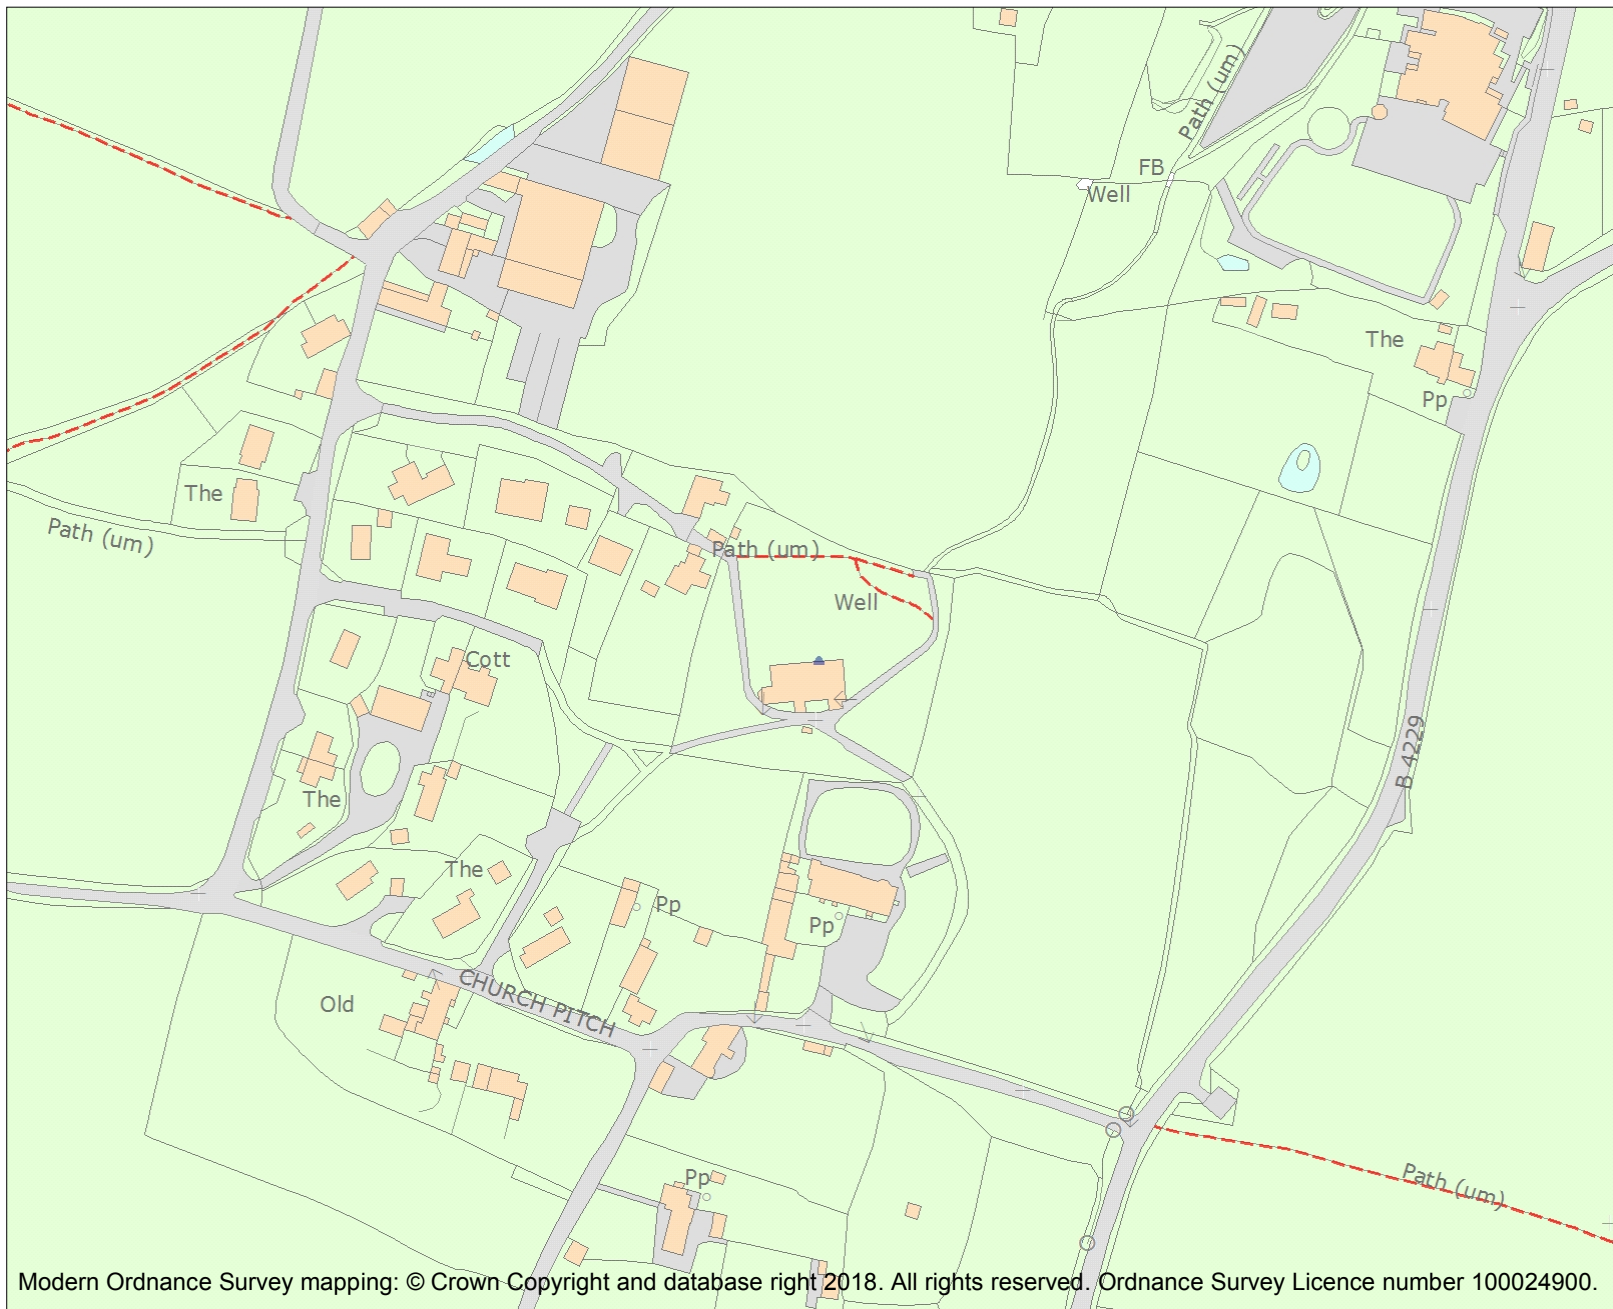 Path (um)
FB
Well
The
Pp
The
Path (um)
Path (um)
Well
Cott
B 4229
The
The
Pp
Pp
Old
CHURCH PITCH
Pp
Path (um)
Modern Ordnance Survey mapping: © Crown Copyright and database right 2018. All rights reserved. Ordnance Survey Licence number 100024900.